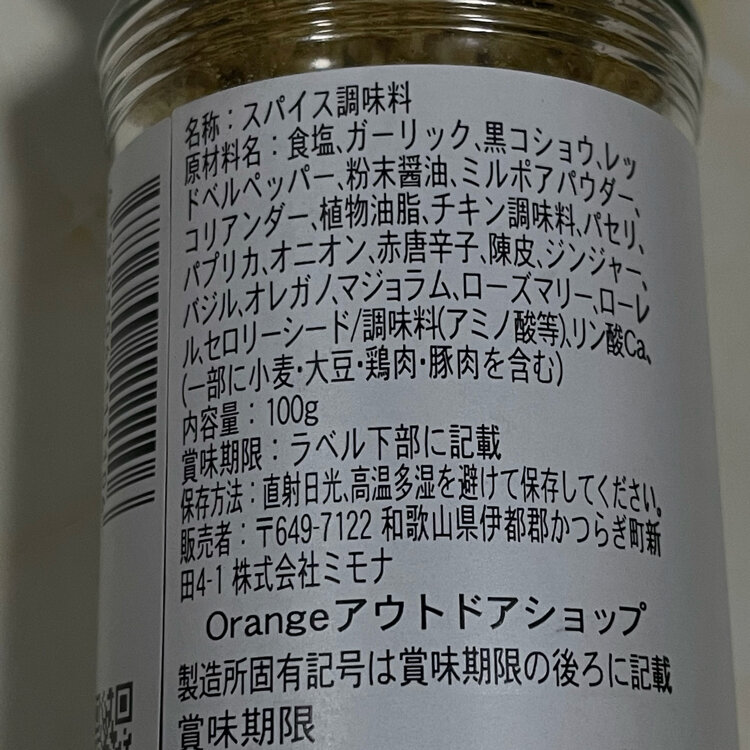 名称：スパイス調味料
原材料名：食塩、ガーリック、黒コショウ、レッ
ドベルペッパー、粉末醤油、ミルポアパウダー、
コリアンダー、植物油脂、チキン調味料、パセリ、
パプリカ、オニオン、赤唐辛子、陳皮、ジンジャー、
バジル、オレガノ、マジョラム、ローズマリー、ローレ
ル、セロリーシード/調味料(アミノ酸等)、リン酸Ca、
(一部に小麦・大豆・鶏肉・豚肉を含む)
内容量：100g
賞味期限：ラベル下部に記載
保存方法：直射日光、高温多湿を避けて保存してください。
販売者：〒649-7122 和歌山県伊都郡かつらぎ町新
田4-1 株式会社ミモナ
Orangeアウトドアショップ
製造所固有記号は賞味期限の後ろに記載
賞味期限